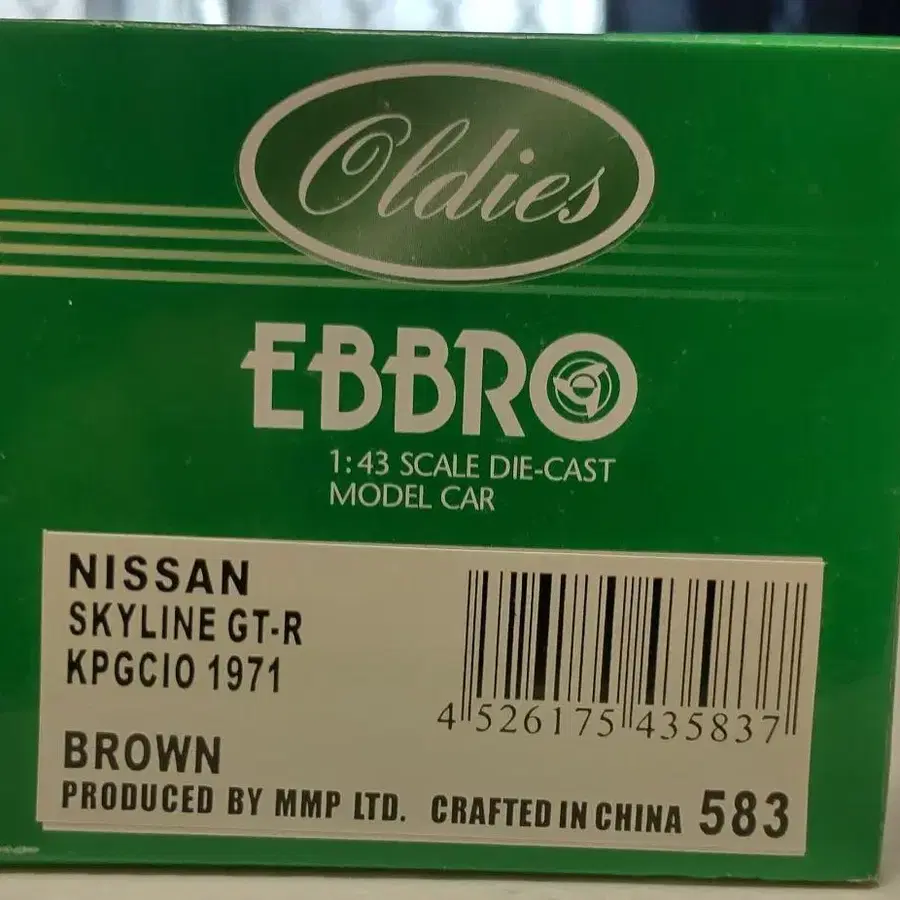 Oldies
EBBRO
1:43 SCALE DIE-CAST
MODEL CAR
NISSAN
SKYLINE GT-R
KPGC10 1971
BROWN
4 526175 435837
PRODUCED BY MMP LTD. CRAFTED IN CHINA 583